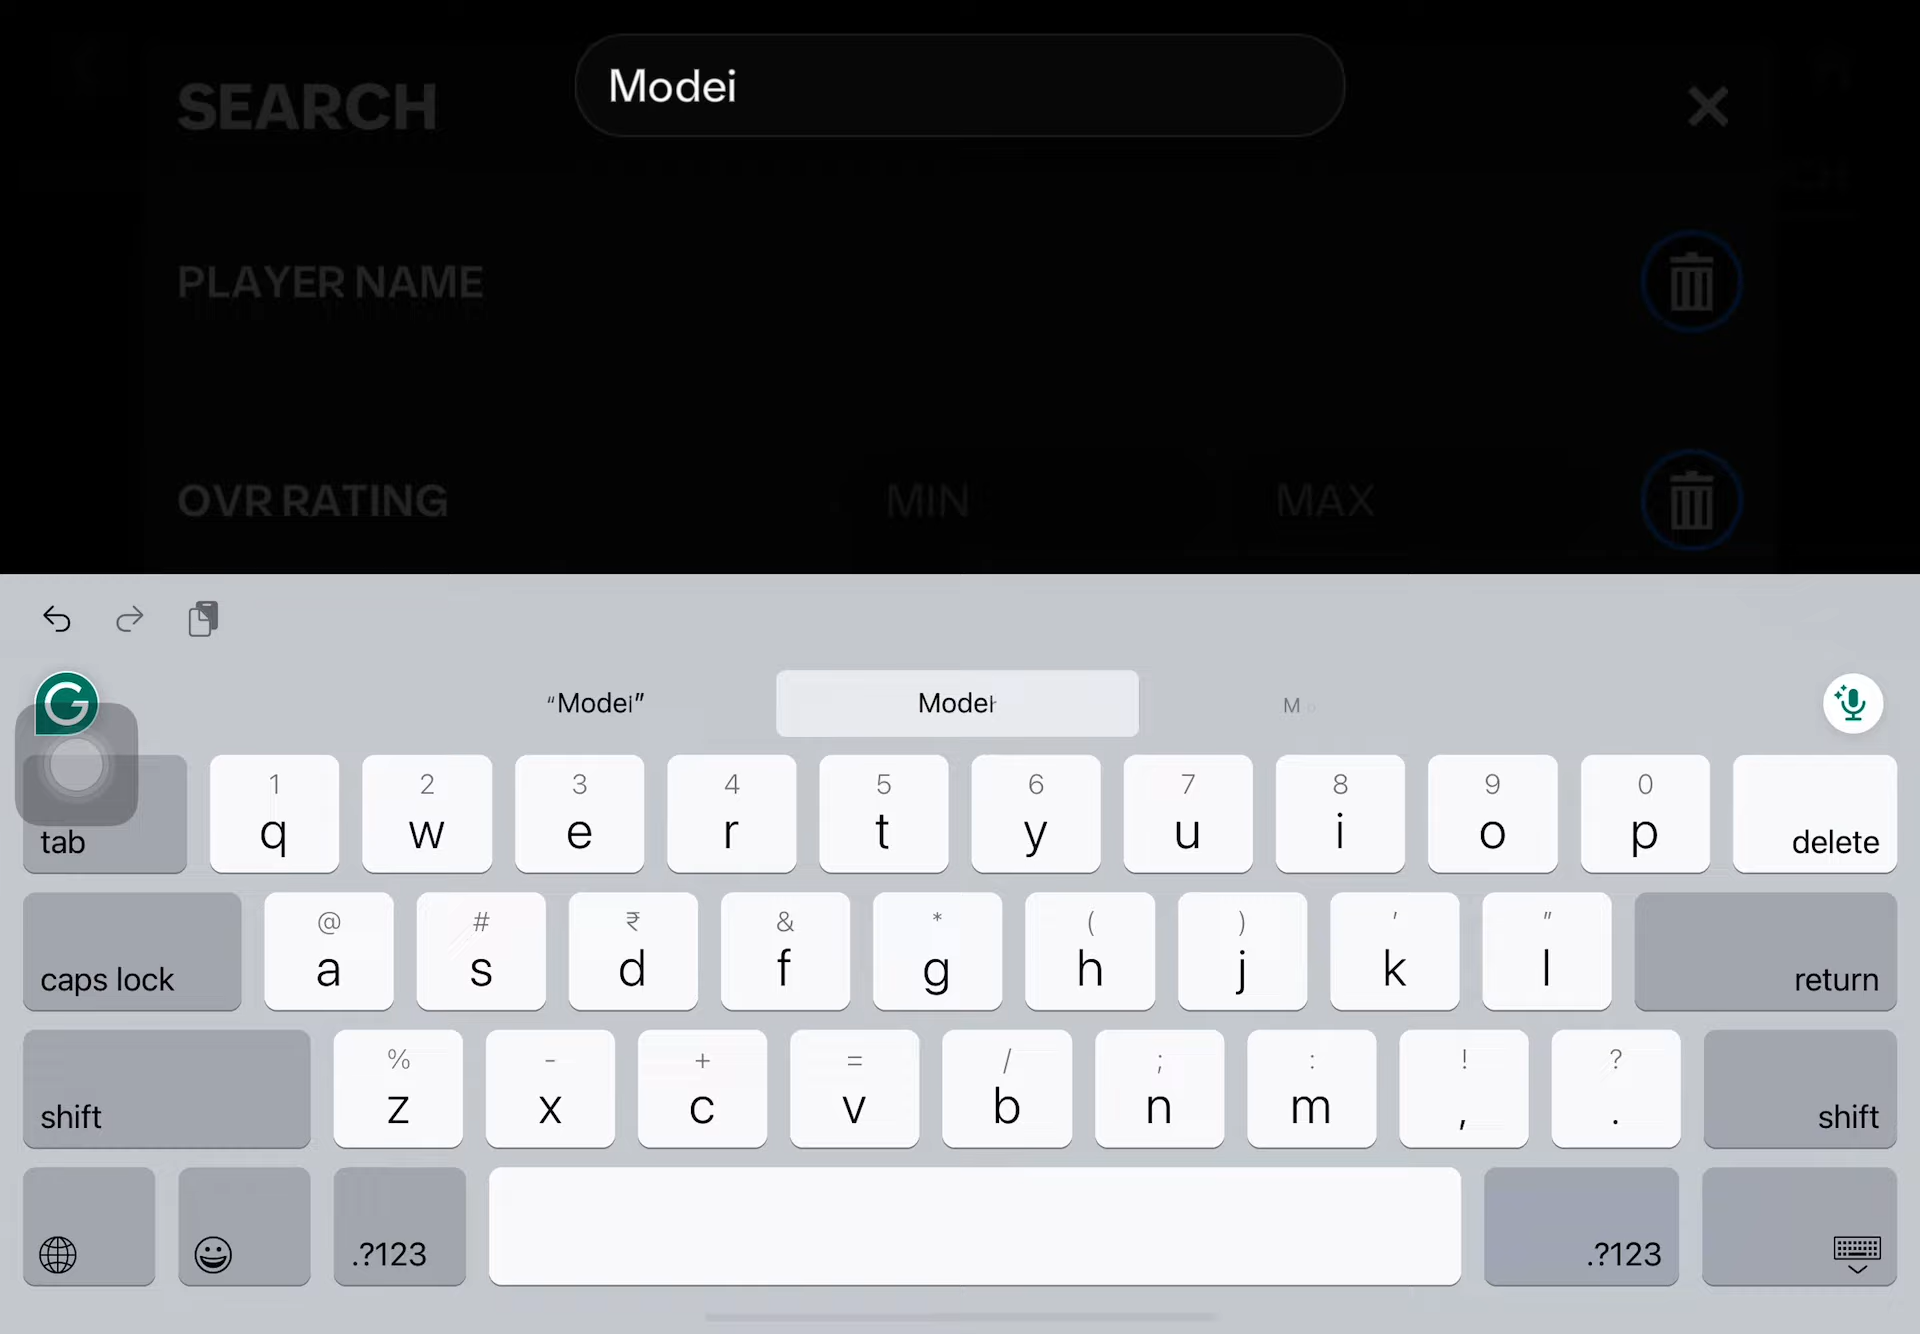 Modei
SEARCH
PLAYER NAME
OVR RATING MIN MAX
“Modei”
1 2 3 4 5 6 7 8 9 0
tab q w e r t y u i o p delete
@ # ₹ & * ( ) ' "
caps lock a s d f g h j k l return
% - + = / ; : ! ?
shift z x c v b n m , . shift
.?123 .?123